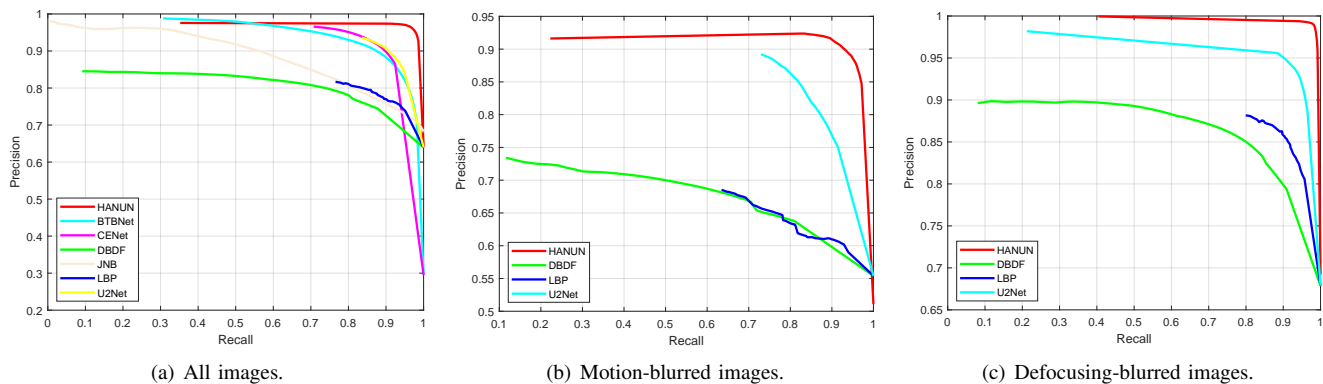 1
0.9
0.8
0.7
0.6
0.5
0.4
0.3
0.2
Precision
HANUN
BTBNet
CENet
DBDF
JNB
LBP
U2Net
0 0.1 0.2 0.3 0.4 0.5 0.6 0.7 0.8 0.9 1
Recall
(a) All images.
0.95
0.9
0.85
0.8
0.75
0.7
0.65
0.6
0.55
0.5
Precision
HANUN
DBDF
LBP
U2Net
0 0.1 0.2 0.3 0.4 0.5 0.6 0.7 0.8 0.9 1
Recall
(b) Motion-blurred images.
1
0.95
0.9
0.85
0.8
0.75
0.7
0.65
Precision
HANUN
DBDF
LBP
U2Net
0 0.1 0.2 0.3 0.4 0.5 0.6 0.7 0.8 0.9 1
Recall
(c) Defocusing-blurred images.